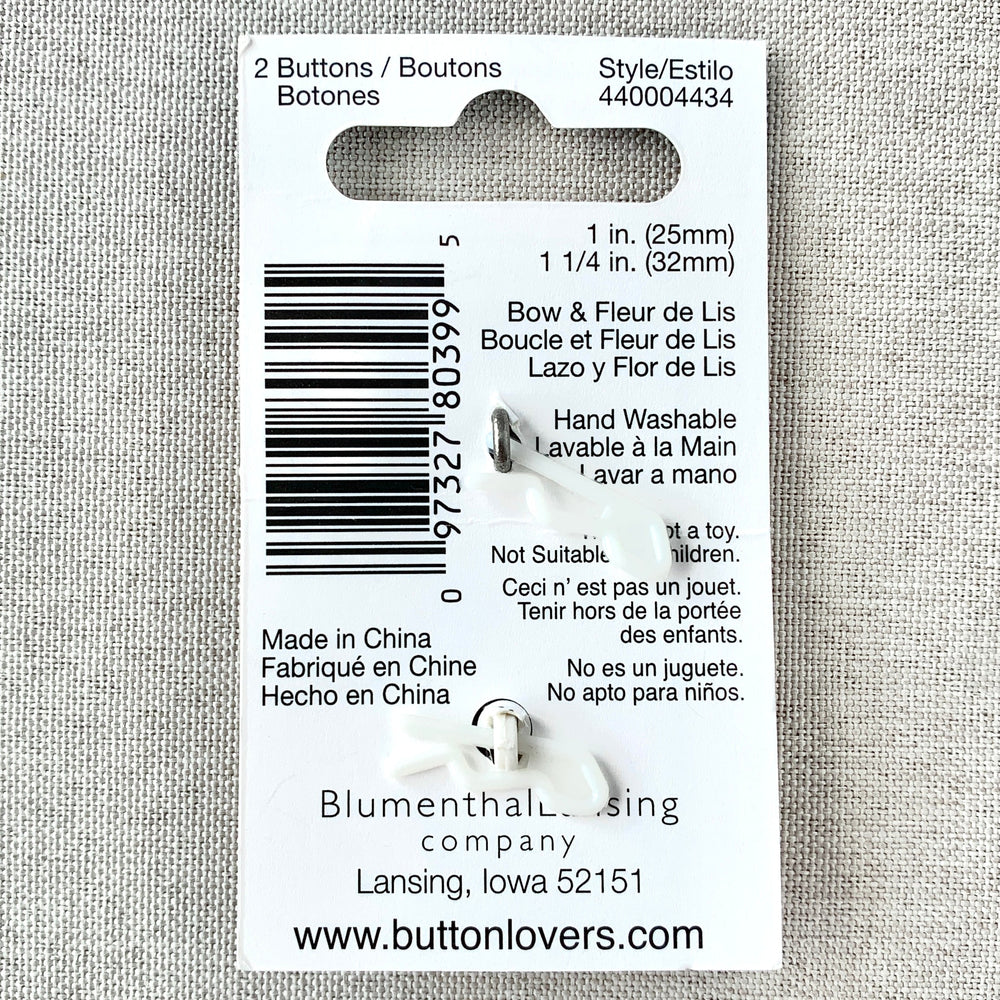 2 Buttons / Boutons
Botones
Style/Estilo
440004434
1 in. (25mm)
1 1/4 in. (32mm)
Bow & Fleur de Lis
Boucle et Fleur de Lis
Lazo y Flor de Lis
Hand Washable
Lavable à la Main
Lavar a mano
a toy.
Not Suitable
Ceci n' est pas un jouet.
Tenir hors de la portée
des enfants.
No es un juguete.
No apto para niños.
0 97327 80399 5
Made in China
Fabriqué en Chine
Hecho en China
BlumenthalLansing
company
Lansing, Iowa 52151
www.buttonlovers.com